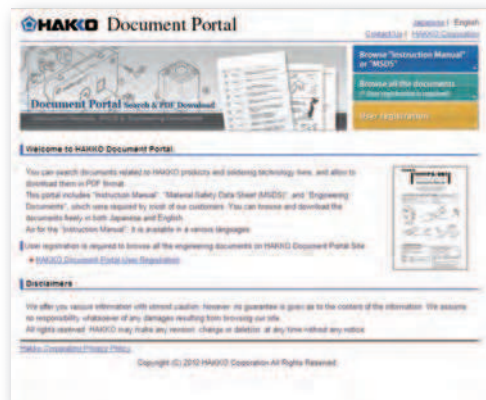 HAKKO Document Portal
Japanese | English
Contact Us | HAKKO Corporation
Browse "Instruction Manual"
or "MSDS"
Browse all the documents
(* User registration is required)
User registration
Document Portal Search & PDF Download
Welcome to HAKKO Document Portal
You can search documents related to HAKKO products and soldering technology here, and allow to
download them in PDF format.
This portal includes "Instruction Manual", "Material Safety Data Sheet (MSDS)", and "Engineering
Documents", which were required by most of our customers. You can browse and download the
documents freely in both Japanese and English.
As for the "Instruction Manual", it is available in a various languages.
User registration is required to browse all the engineering documents on HAKKO Document Portal Site.
HAKKO Document Portal User Registration
Disclaimers
We offer you various information with utmost caution, however, no guarantee is given as to the content of the information. We assume
no responsibility whatsoever of any damages resulting from browsing our site.
All rights reserved. HAKKO may make any revision, change or deletion at any time without any notice.
Hakko Corporation Privacy Policy
Copyright (C) 2012 HAKKO Corporation All Rights Reserved.